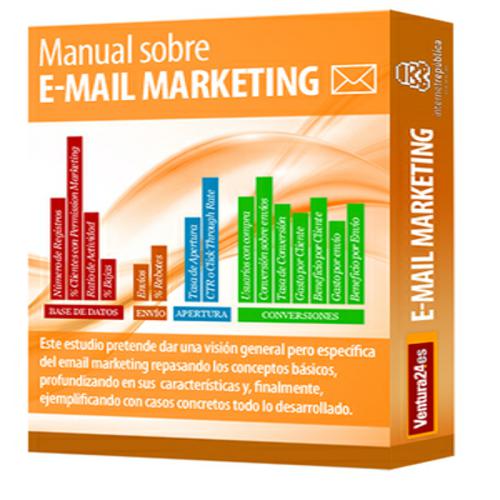 Manual sobre
E-MAIL MARKETING
Número de Registros
% Clientes con Permission Marketing
Ratio de Actividad
% Bajas
Envíos
% Rebotes
Tasa de Apertura
CTR o Click Through Rate
Usuarios con compra
Conversión sobre envíos
Tasa de Conversión
Gasto por Cliente
Beneficio por Cliente
Gasto por envío
Beneficio por Envío
BASE DE DATOS
ENVÍO
APERTURA
CONVERSIONES
Este estudio pretende dar una visión general pero específica
del email marketing repasando los conceptos básicos,
profundizando en sus características y, finalmente,
ejemplificando con casos concretos todo lo desarrollado.
internetrepública
E-MAIL MARKETING
Ventura24es